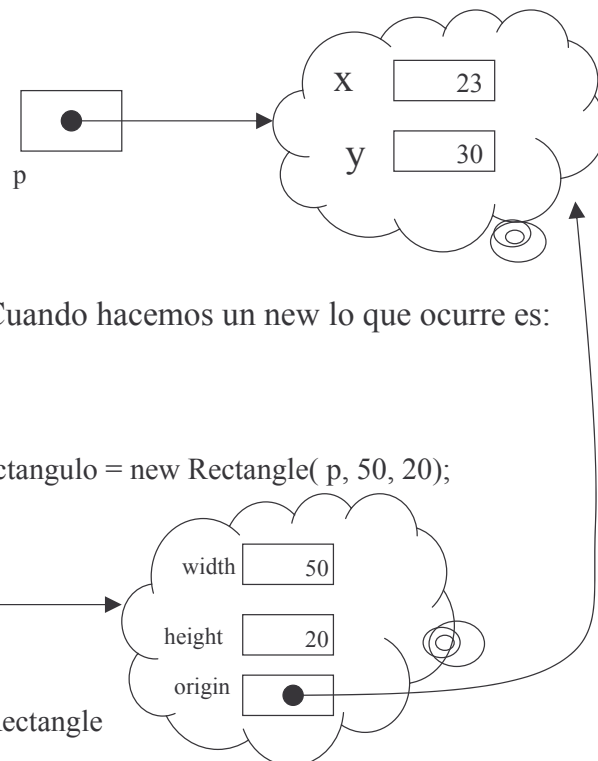 x 23
y 30
p
Cuando hacemos un new lo que ocurre es:
ctangulo = new Rectangle( p, 50, 20);
width 50
height 20
origin
Rectangle